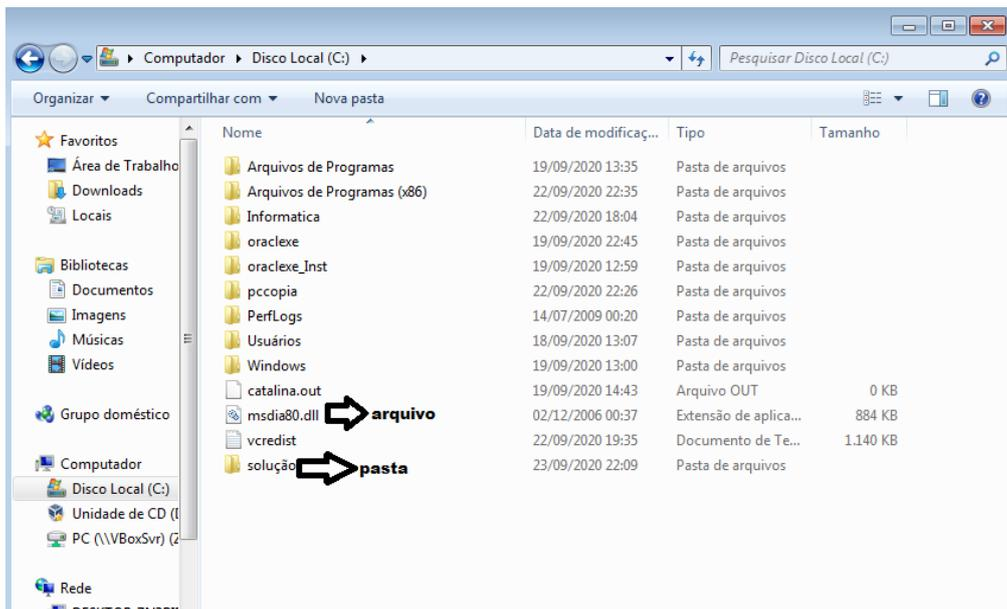 Computador Disco Local (C:)
Pesquisar Disco Local (C:)
Organizar Compartilhar com Nova pasta
Favoritos
Área de Trabalho
Downloads
Locais
Bibliotecas
Documentos
Imagens
Músicas
Vídeos
Grupo doméstico
Computador
Disco Local (C:)
Unidade de CD (
PC (\\VBoxSvr) (Z
Rede
Nome Data de modificaç... Tipo Tamanho
Arquivos de Programas 19/09/2020 13:35 Pasta de arquivos
Arquivos de Programas (x86) 22/09/2020 22:35 Pasta de arquivos
Informatica 22/09/2020 18:04 Pasta de arquivos
oraclexe 19/09/2020 22:45 Pasta de arquivos
oraclexe_Inst 19/09/2020 12:59 Pasta de arquivos
pccopia 22/09/2020 22:26 Pasta de arquivos
PerfLogs 14/07/2009 00:20 Pasta de arquivos
Usuários 18/09/2020 13:07 Pasta de arquivos
Windows 19/09/2020 13:00 Pasta de arquivos
catalina.out 19/09/2020 14:43 Arquivo OUT 0 KB
msdia80.dll arquivo 02/12/2006 00:37 Extensão de aplica... 884 KB
vcredist 22/09/2020 19:35 Documento de Te... 1.140 KB
solução pasta 23/09/2020 22:09 Pasta de arquivos